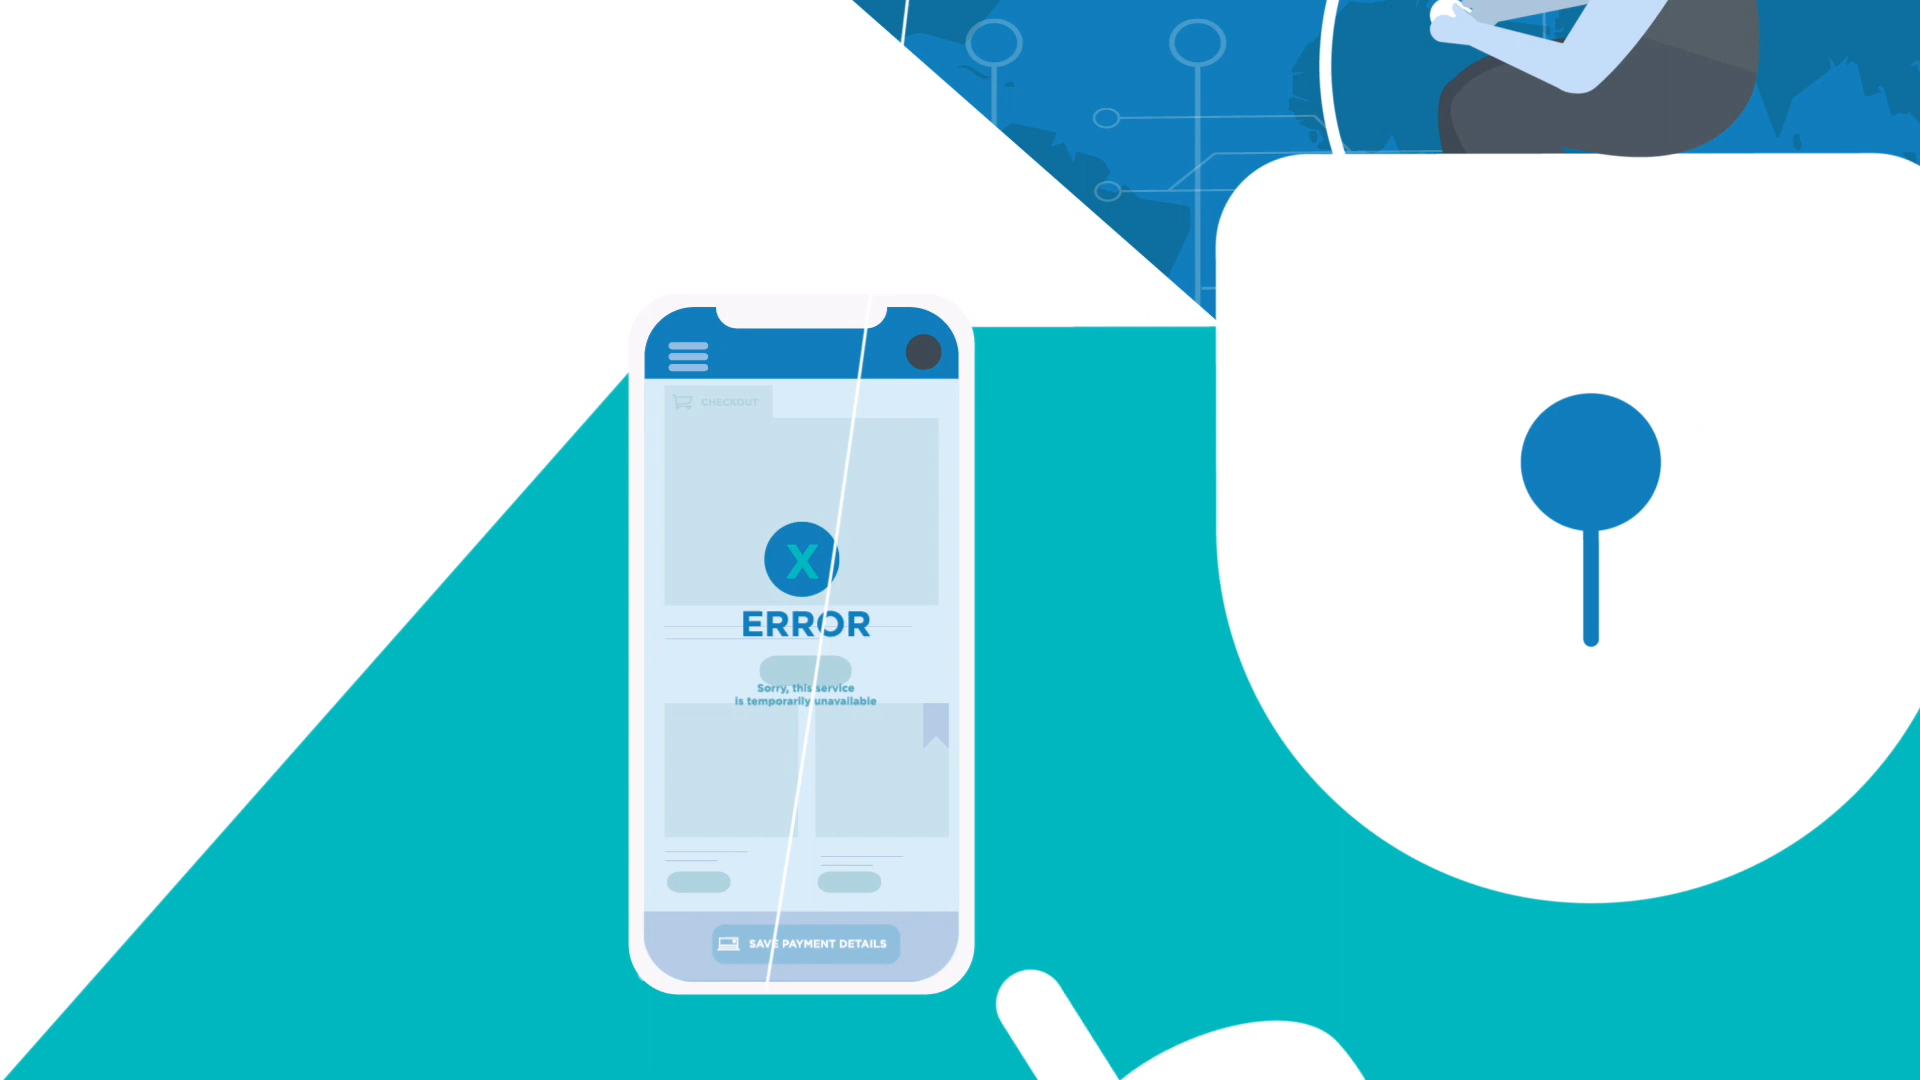 CHECKOUT
X
ERROR
Sorry, this service
is temporarily unavailable
SAVE PAYMENT DETAILS